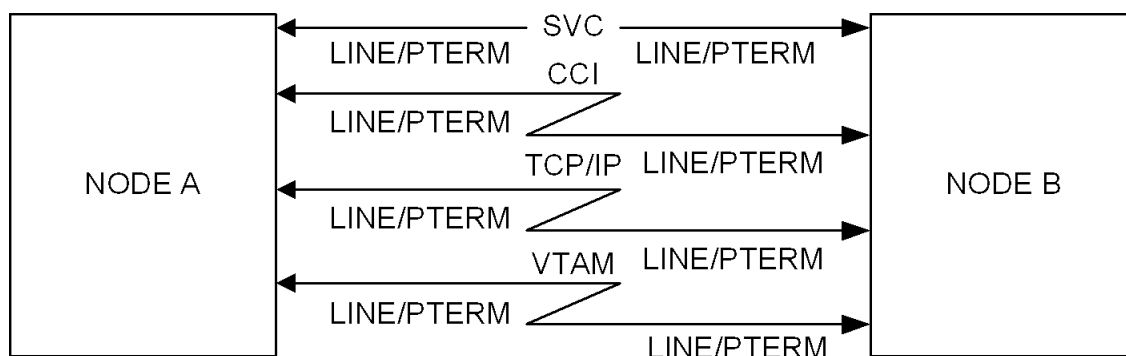 SVC
LINE/PTERM LINE/PTERM
CCI
LINE/PTERM
LINE/PTERM
NODE A
TCP/IP
NODE B
LINE/PTERM
LINE/PTERM
VTAM
LINE/PTERM
LINE/PTERM